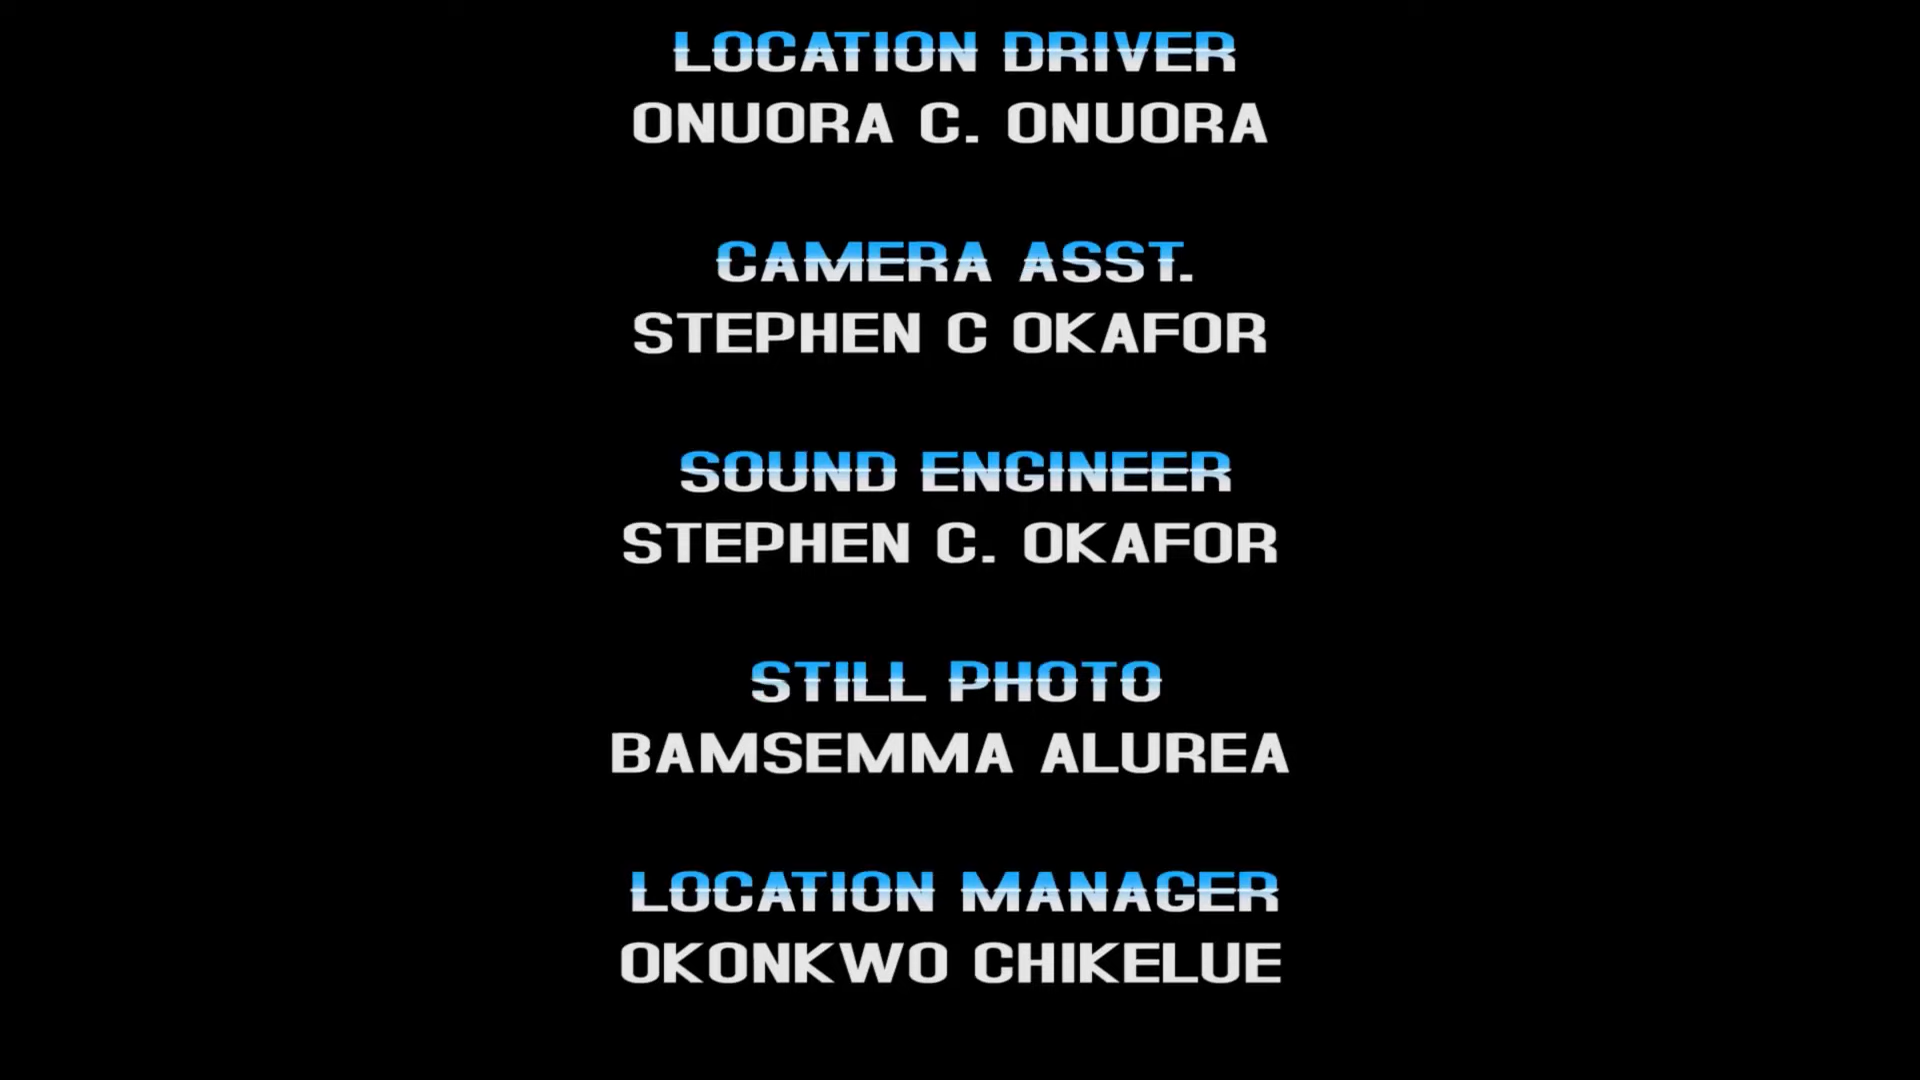 LOCATION DRIVER
ONUORA C. ONUORA
CAMERA ASST.
STEPHEN C OKAFOR
SOUND ENGINEER
STEPHEN C. OKAFOR
STILL PHOTO
BAMSEMMA ALUREA
LOCATION MANAGER
OKONKWO CHIKELUE